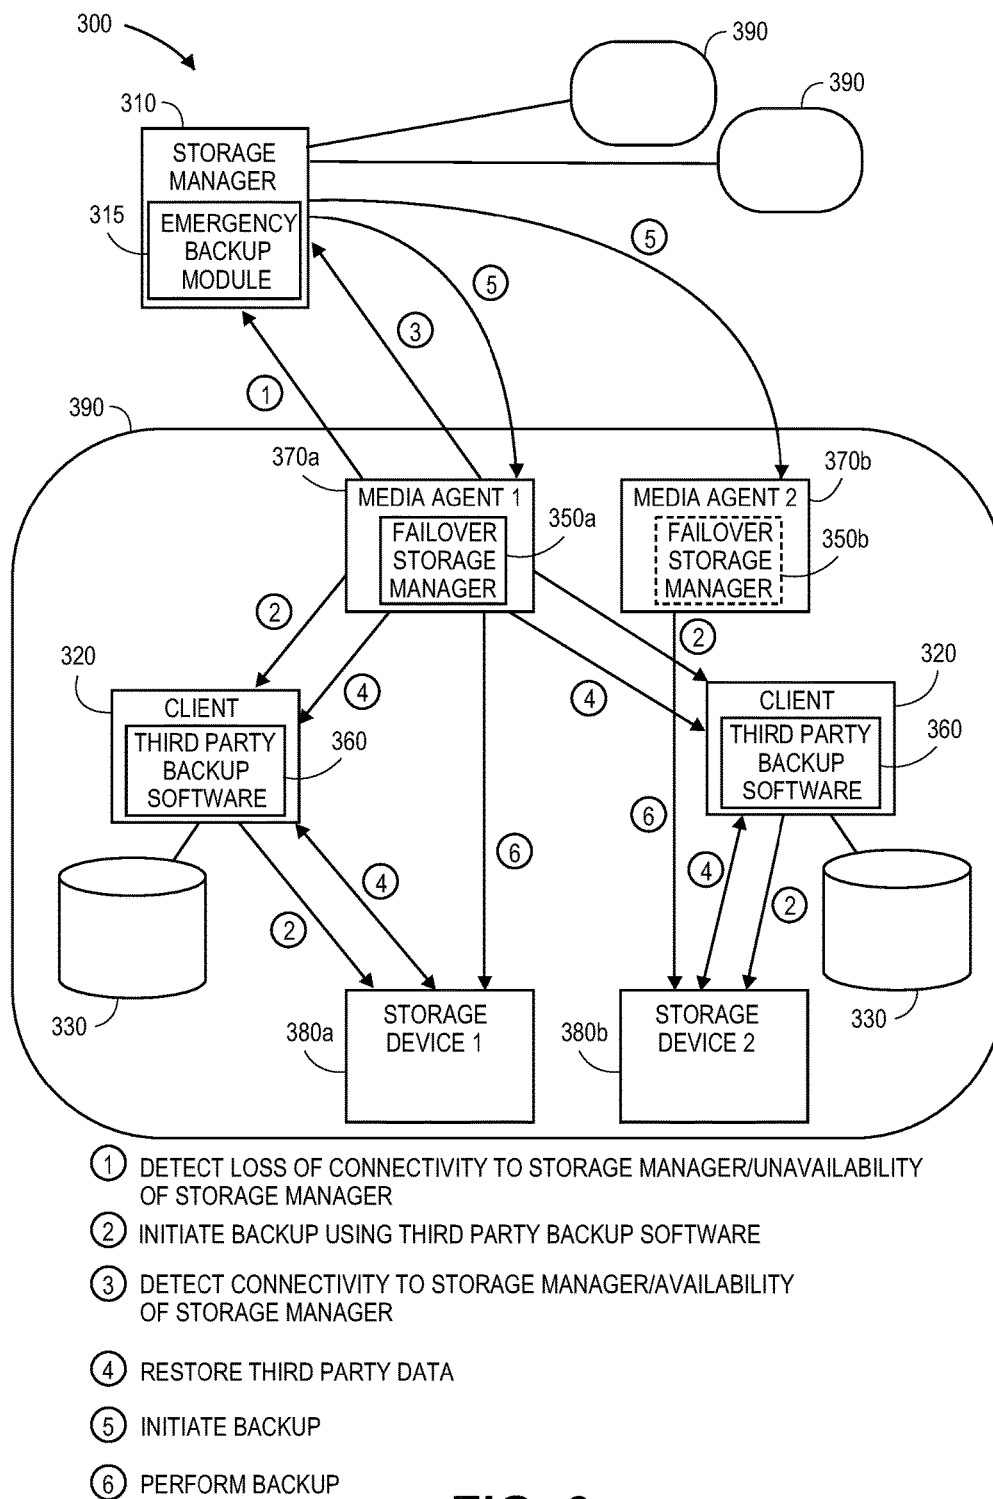 300
390
390
310
STORAGE
MANAGER
315
EMERGENCY
BACKUP
MODULE
5
5
3
1
390
370a
370b
MEDIA AGENT 1
MEDIA AGENT 2
350a
350b
FAILOVER
STORAGE
MANAGER
FAILOVER
STORAGE
MANAGER
2
2
320
320
4
4
CLIENT
CLIENT
THIRD PARTY
BACKUP
SOFTWARE
360
THIRD PARTY
BACKUP
SOFTWARE
360
6
6
4
4
2
2
330
330
380a
STORAGE
DEVICE 1
380b
STORAGE
DEVICE 2
1 DETECT LOSS OF CONNECTIVITY TO STORAGE MANAGER/UNAVAILABILITY
OF STORAGE MANAGER
2 INITIATE BACKUP USING THIRD PARTY BACKUP SOFTWARE
3 DETECT CONNECTIVITY TO STORAGE MANAGER/AVAILABILITY
OF STORAGE MANAGER
4 RESTORE THIRD PARTY DATA
5 INITIATE BACKUP
6 PERFORM BACKUP